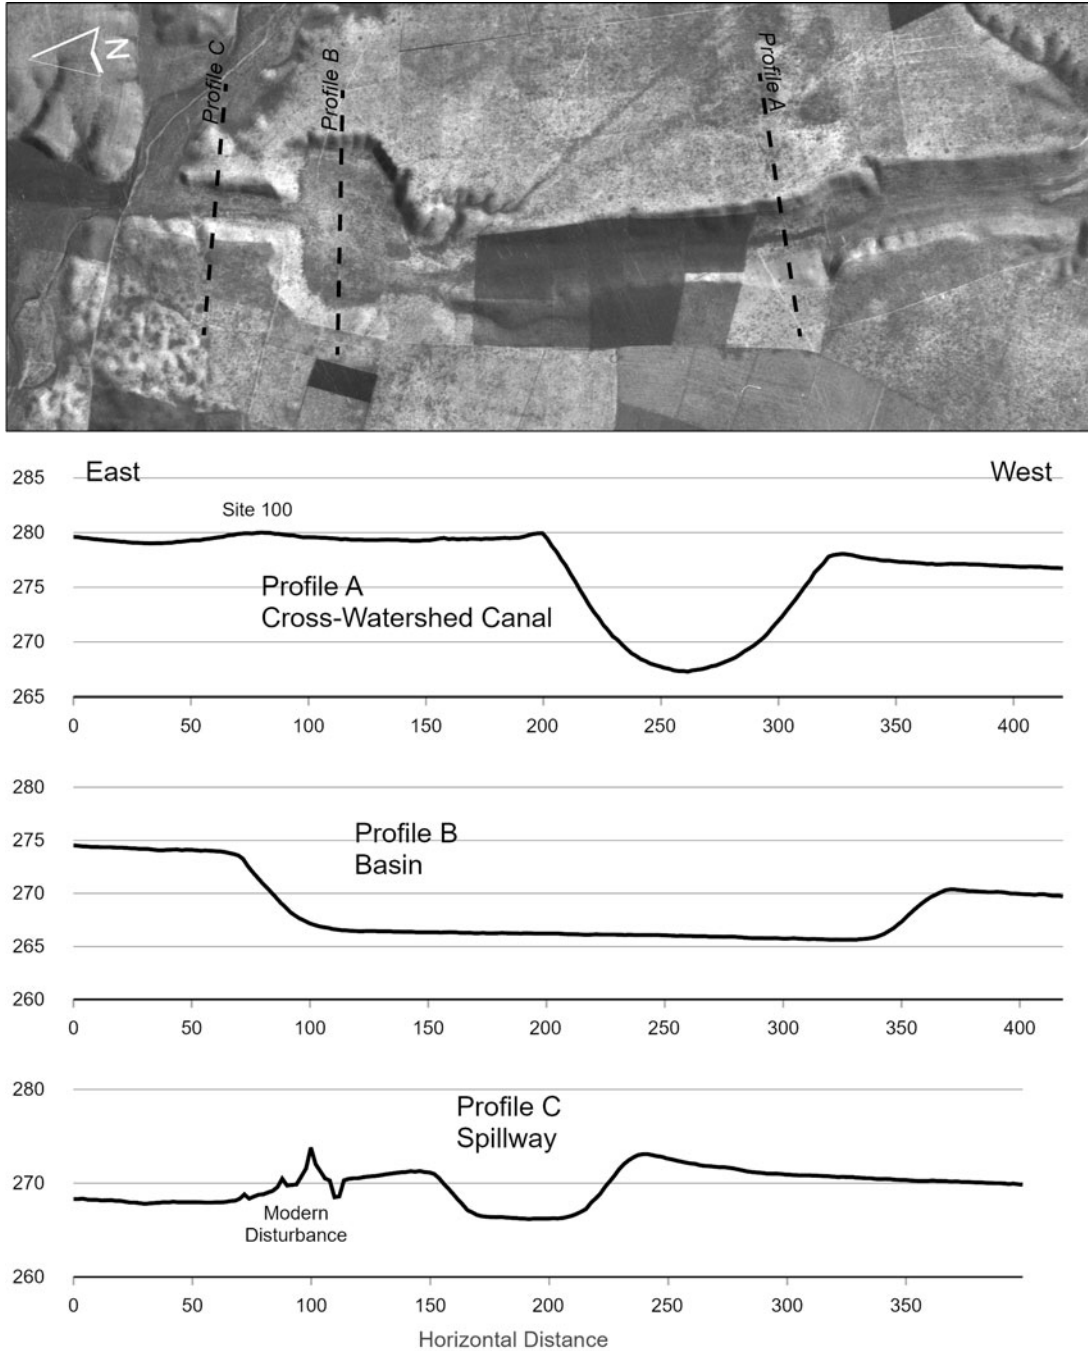 N
Profile C
Profile B
Profile A
285
East
West
280
Site 100
275
Profile A
Cross-Watershed Canal
270
265
0 50 100 150 200 250 300 350 400
280
275
Profile B
Basin
270
265
260
0 50 100 150 200 250 300 350 400
280
Profile C
Spillway
270
Modern
Disturbance
260
0 50 100 150 200 250 300 350
Horizontal Distance